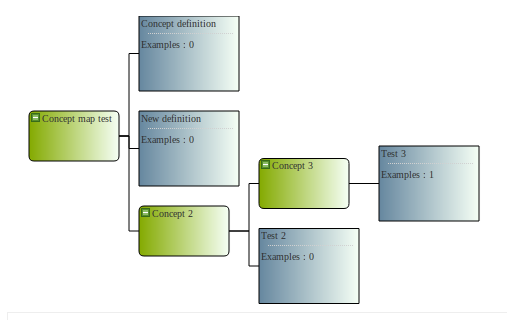 Concept definition
Examples : 0
Concept map test
New definition
Examples : 0
Concept 2
Concept 3
Test 3
Examples : 1
Test 2
Examples : 0